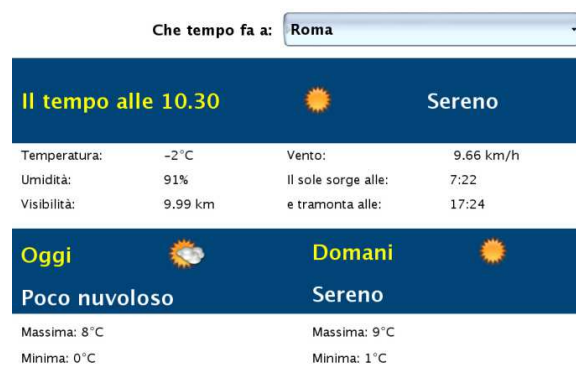 Che tempo fa a: Roma
Il tempo alle 10.30 Sereno
Temperatura: -2°C Vento: 9.66 km/h
Umidità: 91% Il sole sorge alle: 7:22
Visibilità: 9.99 km e tramonta alle: 17:24
Oggi Domani
Poco nuvoloso Sereno
Massima: 8°C Massima: 9°C
Minima: 0°C Minima: 1°C